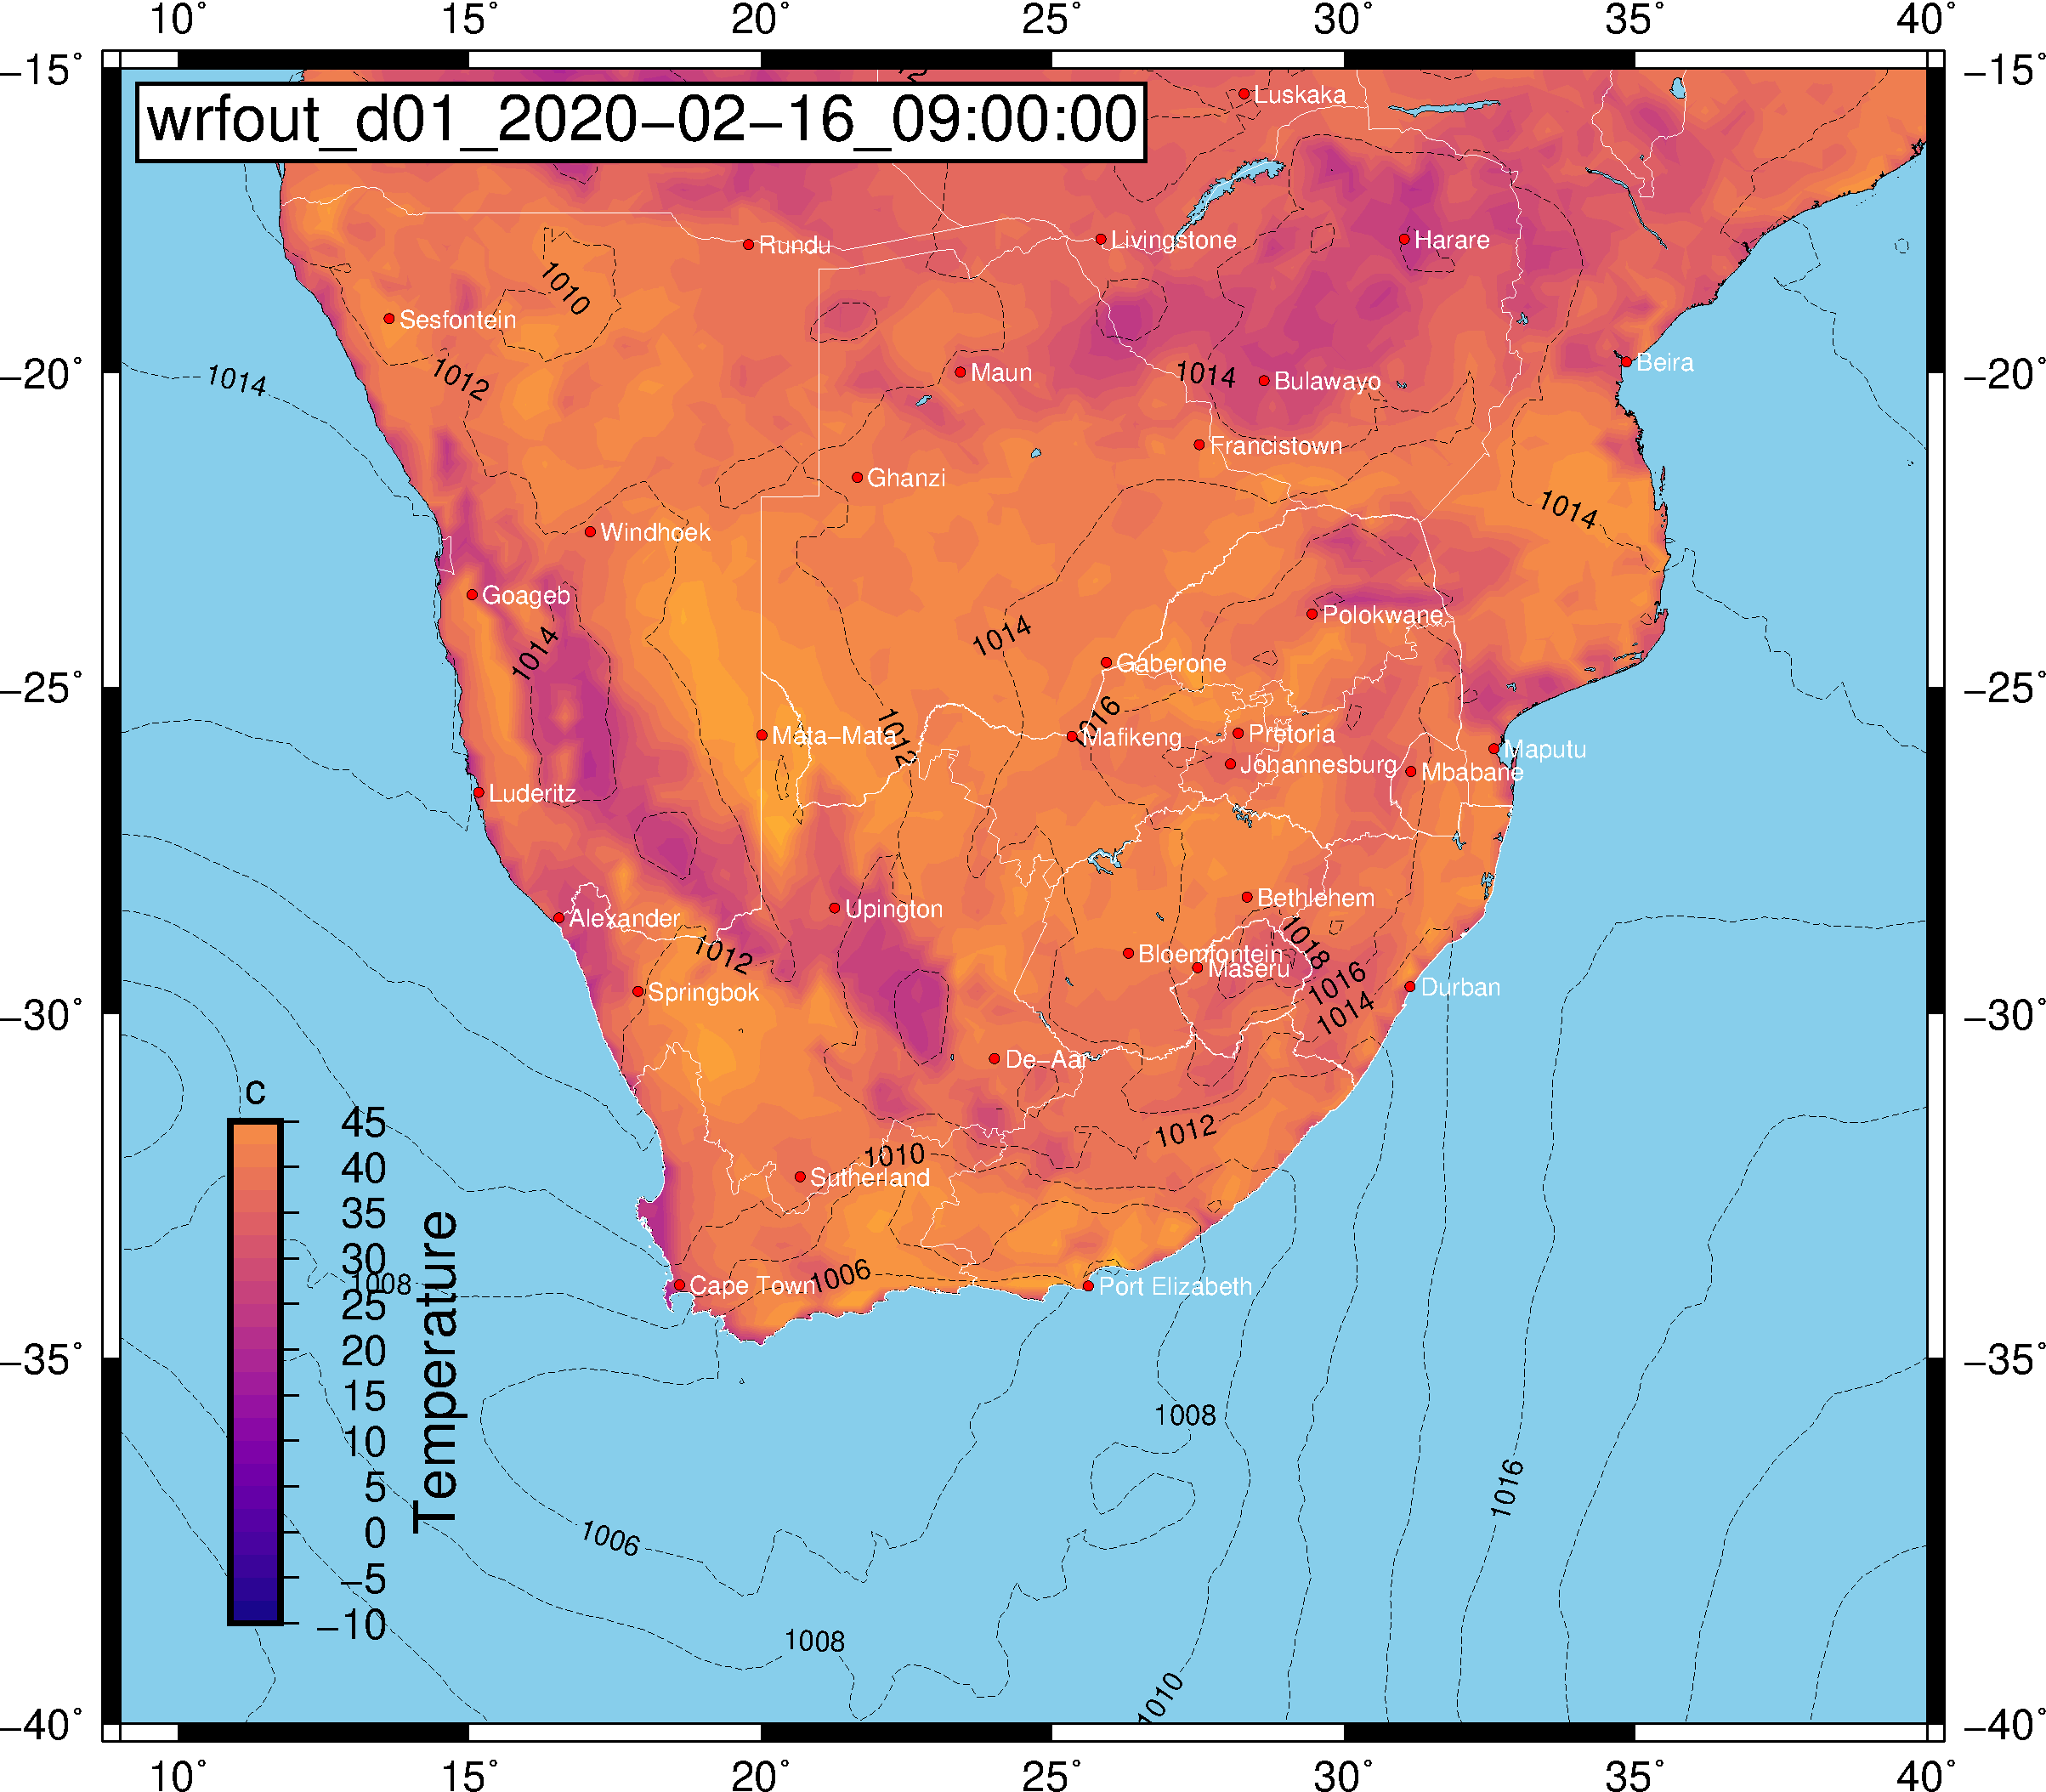 10° 15° 20° 25° 30° 35° 40°
−15° −15°
wrfout_d01_2020−02−16_09:00:00
Luskaka
Rundu
Livingstone
Harare
1010
Sesfontein
Beira
−20° −20°
1014
1012
Maun
1014
Bulawayo
Francistown
Ghanzi
1014
Windhoek
Goageb
Polokwane
1014
1014
Gaberone
−25° −25°
1016
Mata−Mata
1012
Mafikeng
Pretoria
Maputu
Johannesburg
Mbabane
Luderitz
Bethlehem
Upington
Alexander
1012
1018
Bloemfontein
Maseru
1016
Springbok
Durban
1014
−30° −30°
De−Aar
c
45
40
35
30
25
20
15
10
5
0
−5
−10
Temperature
1012
1010
Sutherland
1008
Cape Town
1006
Port Elizabeth
−35° −35°
1008
1016
1006
1008
1010
−40° −40°
10° 15° 20° 25° 30° 35° 40°